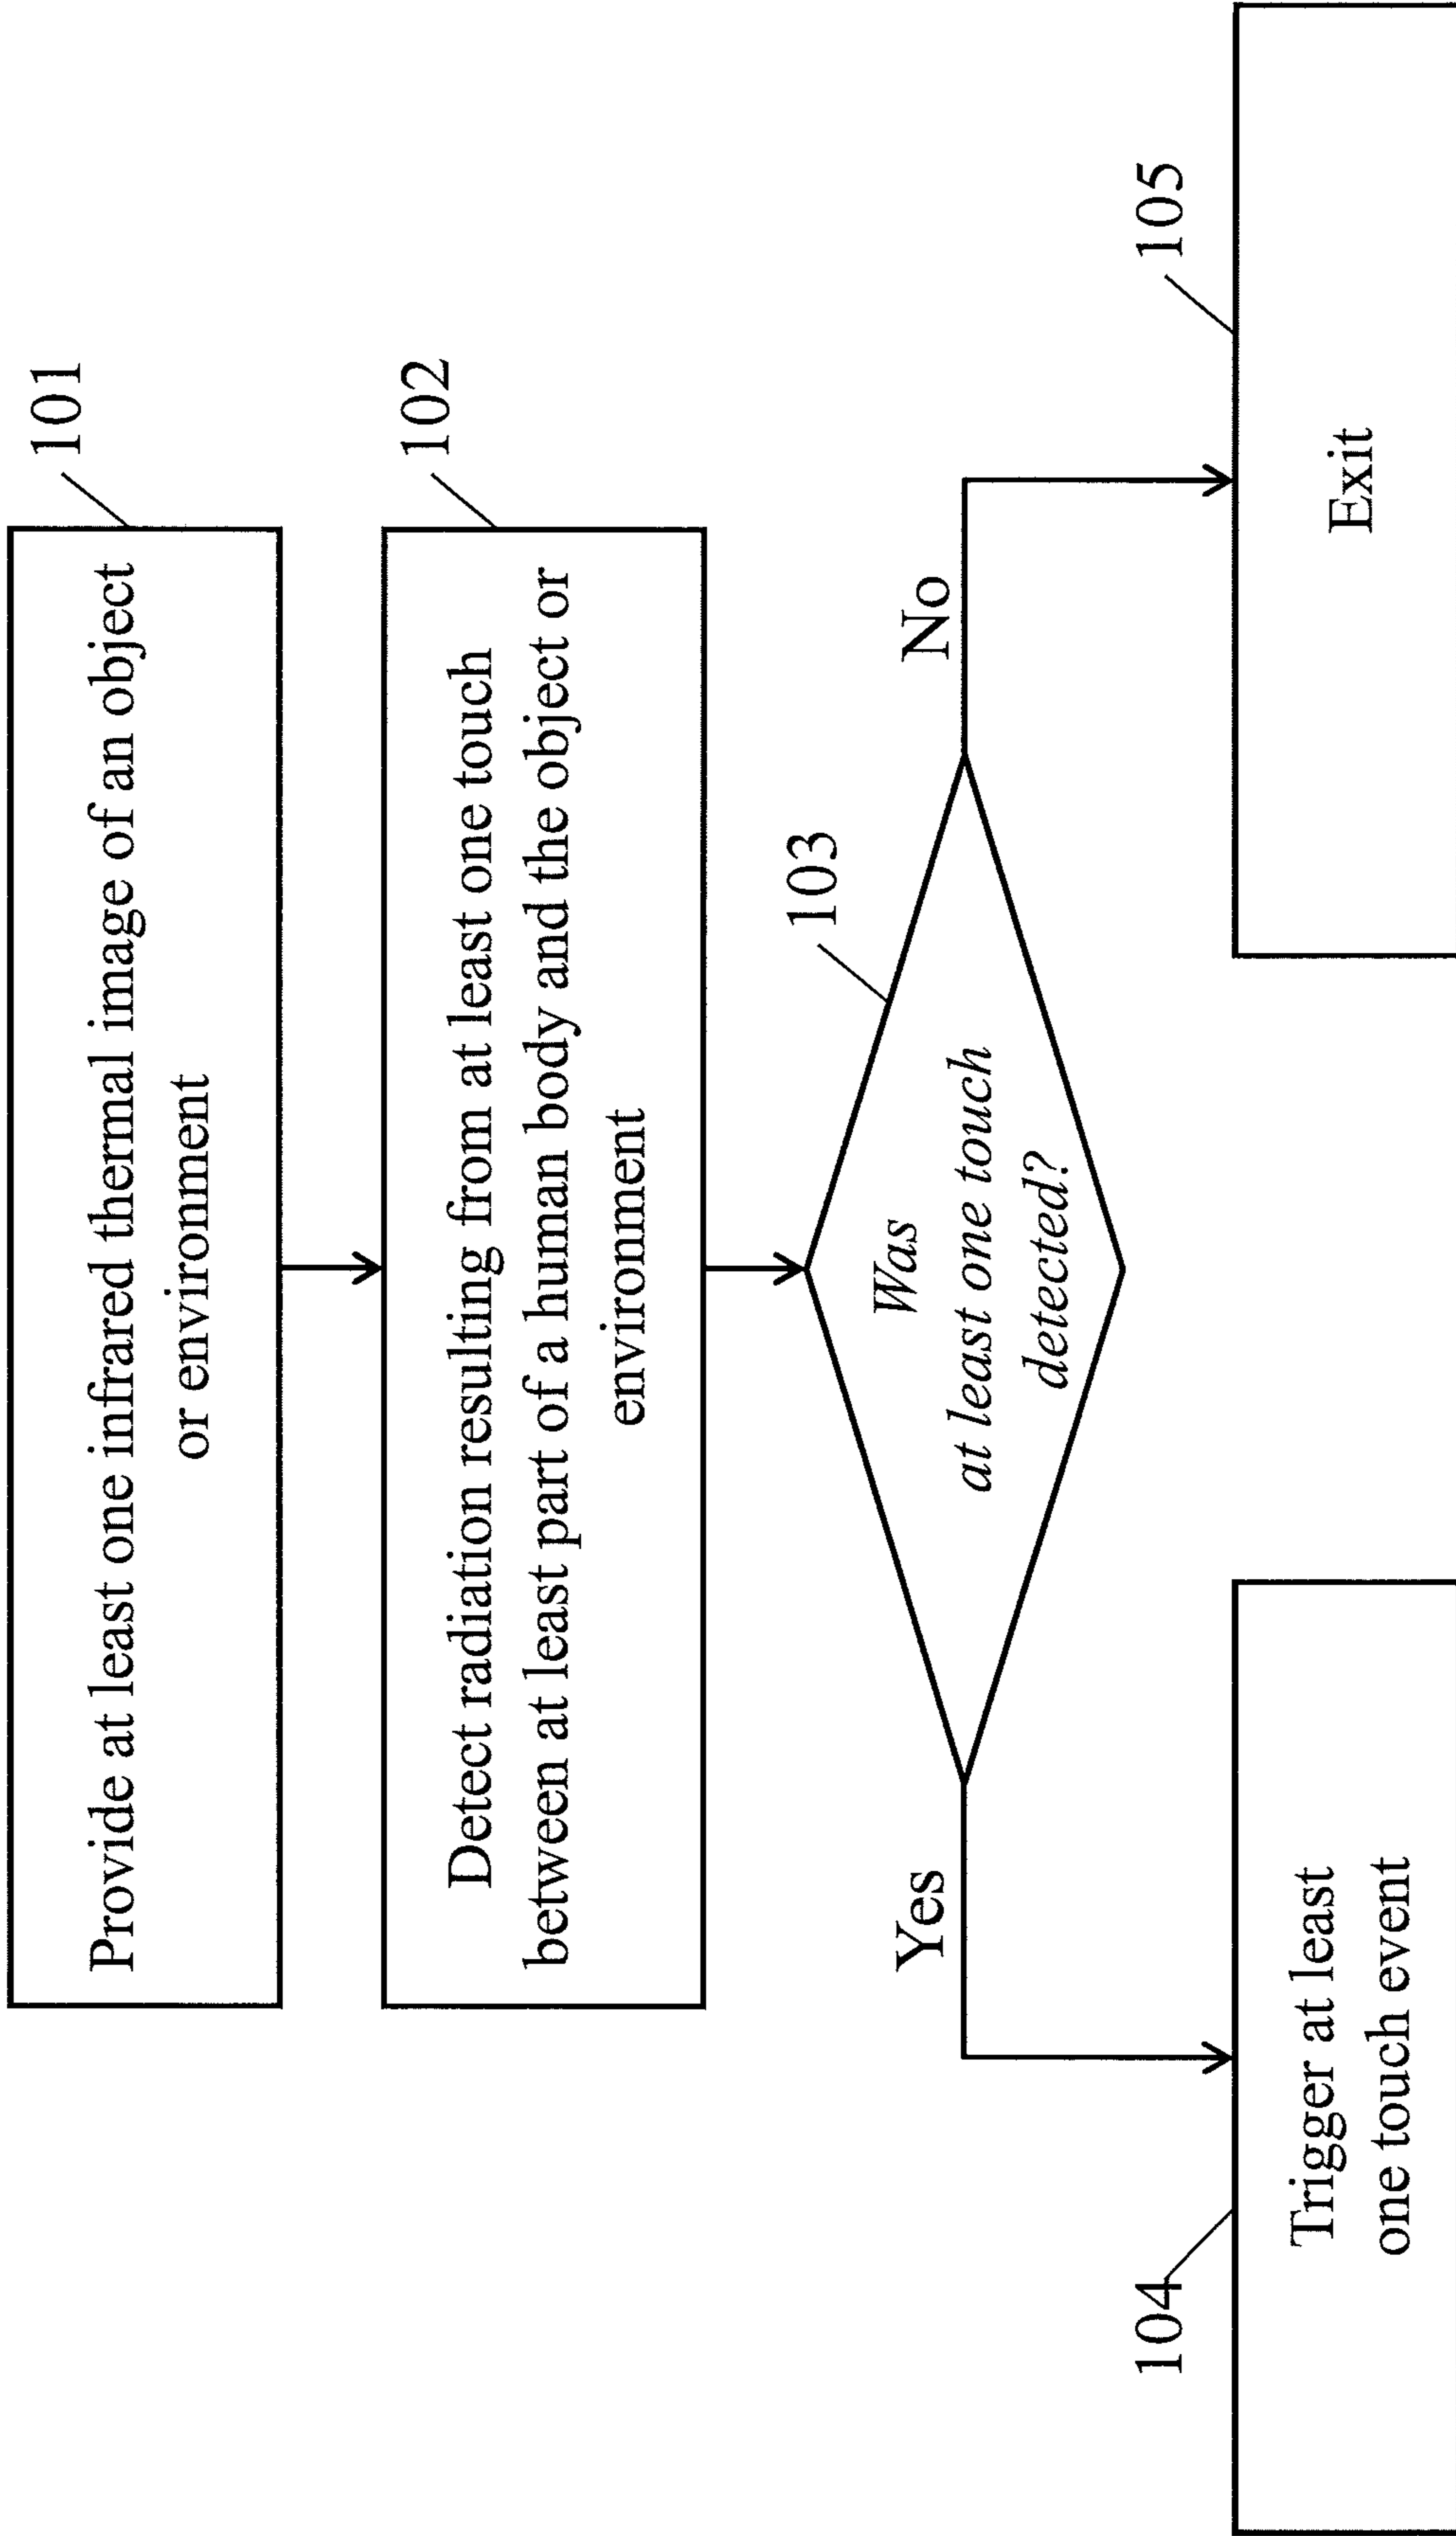 101
Provide at least one infrared thermal image of an object
or environment
102
Detect radiation resulting from at least one touch
between at least part of a human body and the object or
environment
103
Was
at least one touch
detected?
Yes
No
104
Trigger at least
one touch event
105
Exit